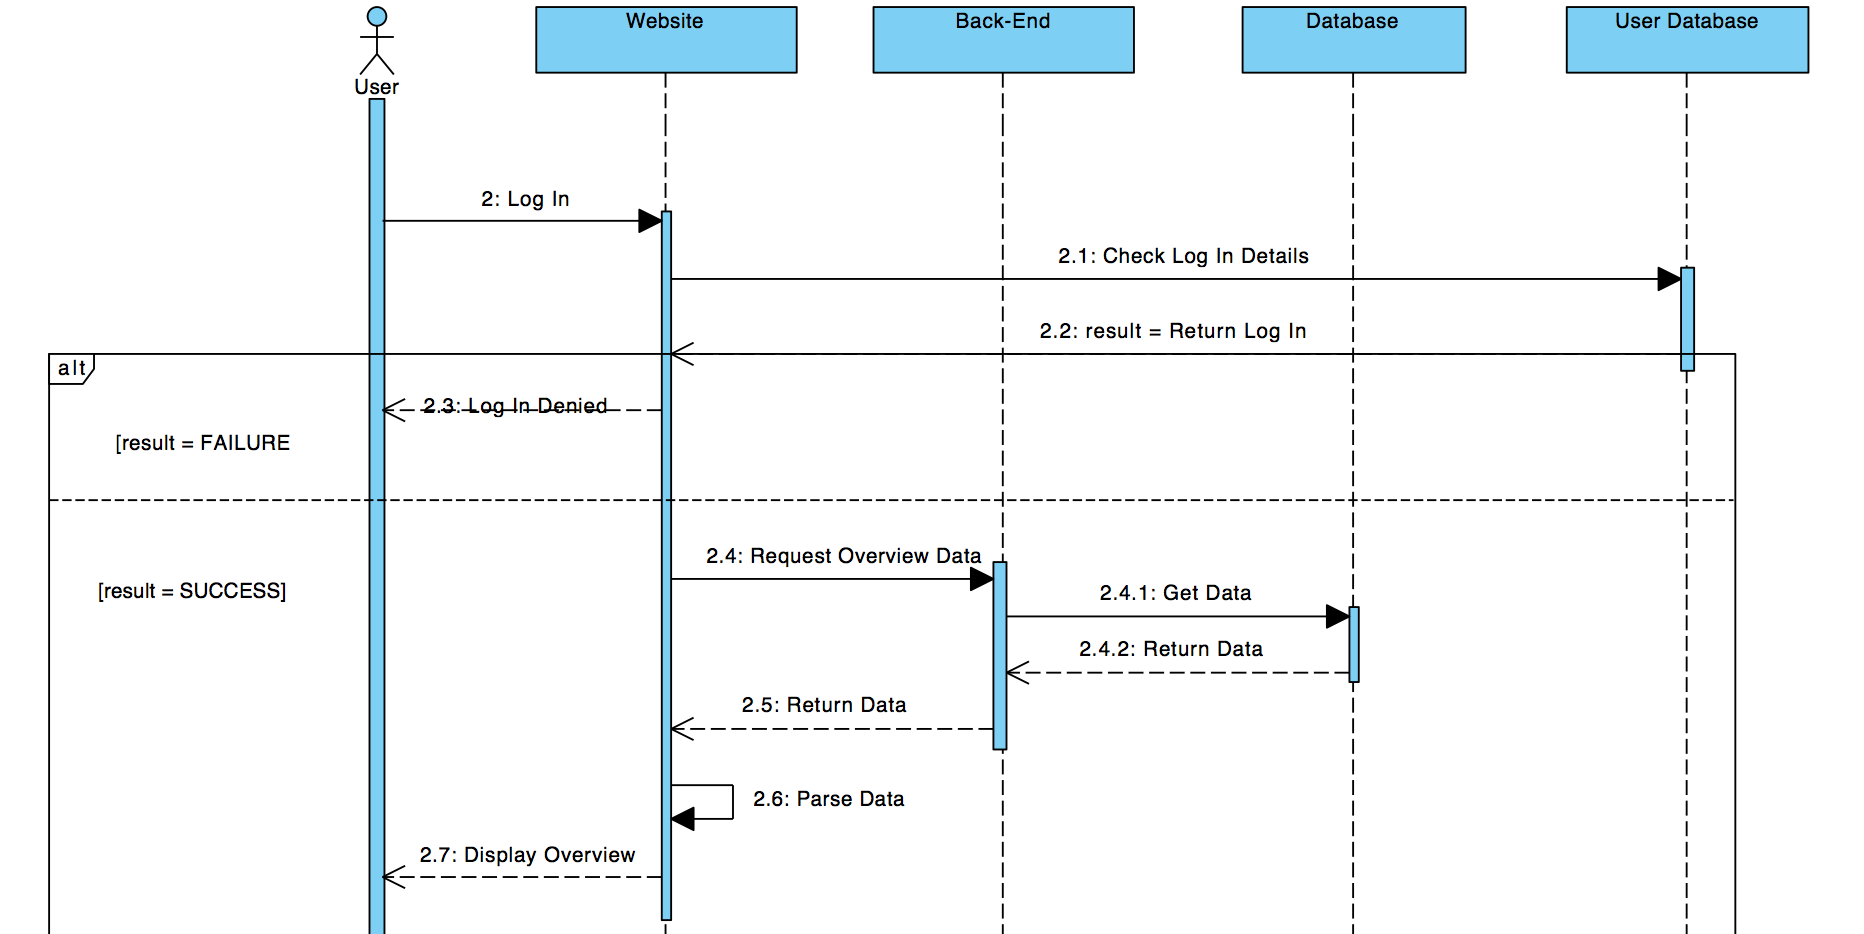 Website
Back-End
Database
User Database
User
2: Log In
2.1: Check Log In Details
2.2: result = Return Log In
alt
2.3: Log In Denied
[result = FAILURE
2.4: Request Overview Data
[result = SUCCESS]
2.4.1: Get Data
2.4.2: Return Data
2.5: Return Data
2.6: Parse Data
2.7: Display Overview